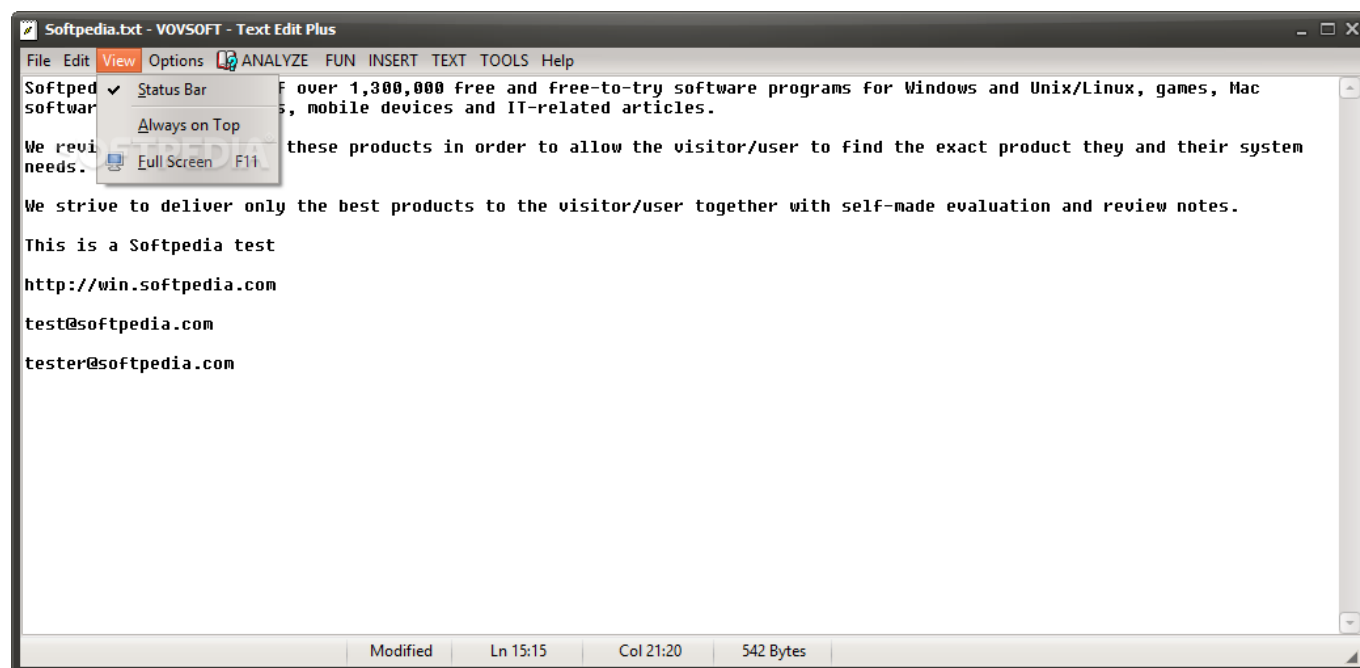 Softpedia.txt - VOVSOFT - Text Edit Plus
File Edit View Options ANALYZE FUN INSERT TEXT TOOLS Help
Softped over 1,300,000 free and free-to-try software programs for Windows and Unix/Linux, games, Mac
softwar s, mobile devices and IT-related articles.
We revi these products in order to allow the visitor/user to find the exact product they and their system
needs.
We strive to deliver only the best products to the visitor/user together with self-made evaluation and review notes.
This is a Softpedia test
http://win.softpedia.com
test@softpedia.com
tester@softpedia.com
Status Bar
Always on Top
Full Screen F11
SOFTPEDIA
Modified Ln 15:15 Col 21:20 542 Bytes